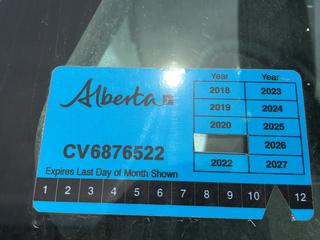 Alberta
Year Year
2018 2023
2019 2024
2020 2025
2026
2022 2027
CV6876522
Expires Last Day of Month Shown
1 2 3 4 5 6 7 8 9 10 12